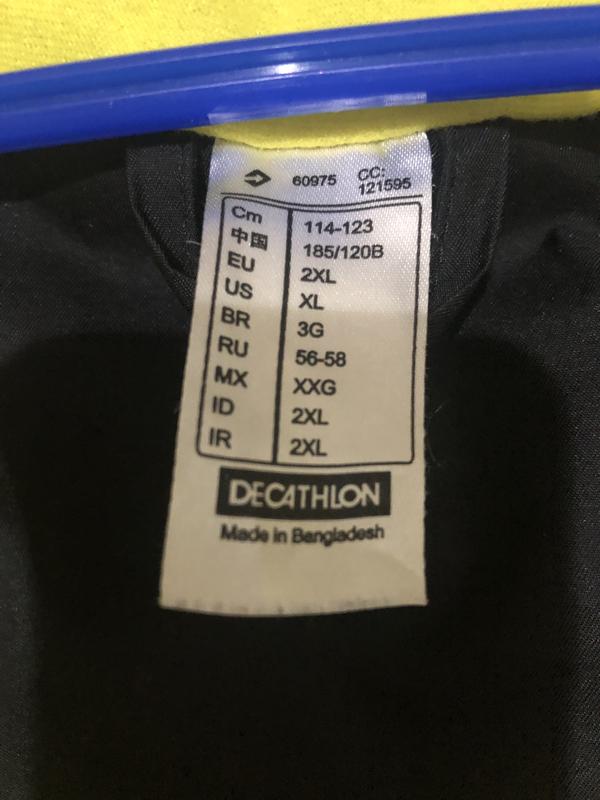 60975 CC: 121595
Cm 114-123
中国 185/120B
EU 2XL
US XL
BR 3G
RU 56-58
MX XXG
ID 2XL
IR 2XL
DECATHLON
Made in Bangladesh